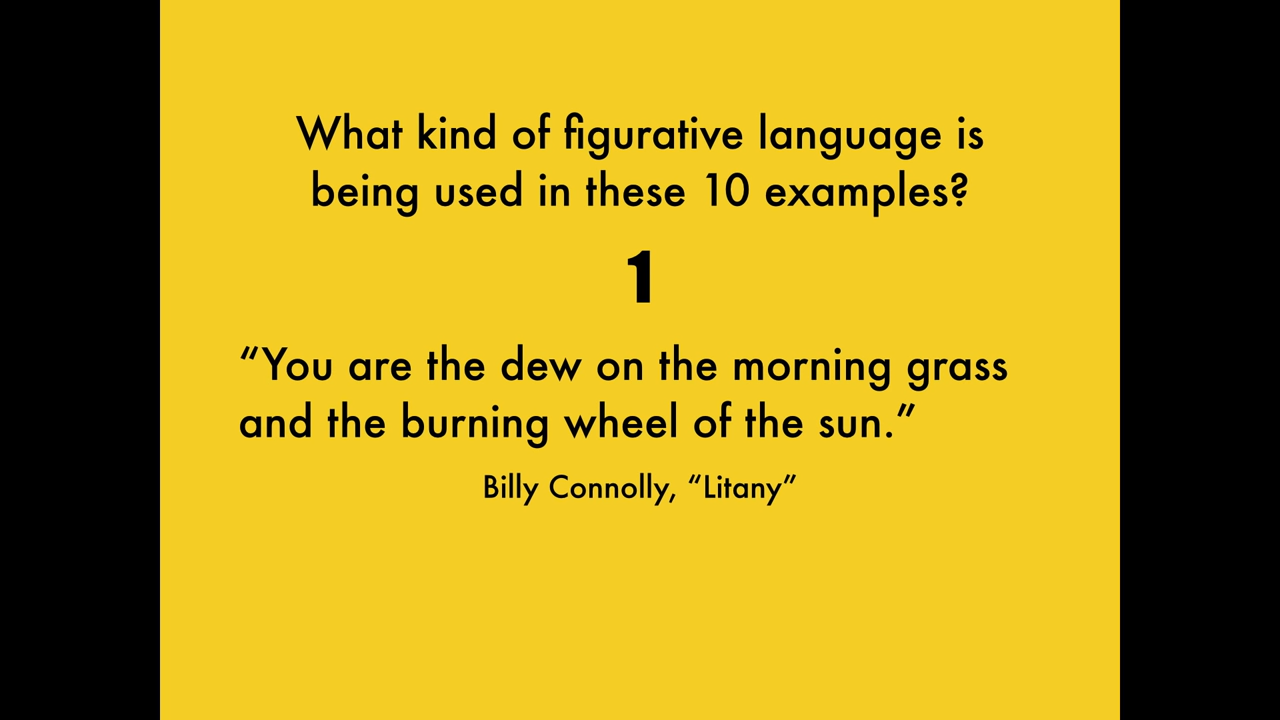 What kind of figurative language is
being used in these 10 examples?
1
“You are the dew on the morning grass
and the burning wheel of the sun.”
Billy Connolly, “Litany”